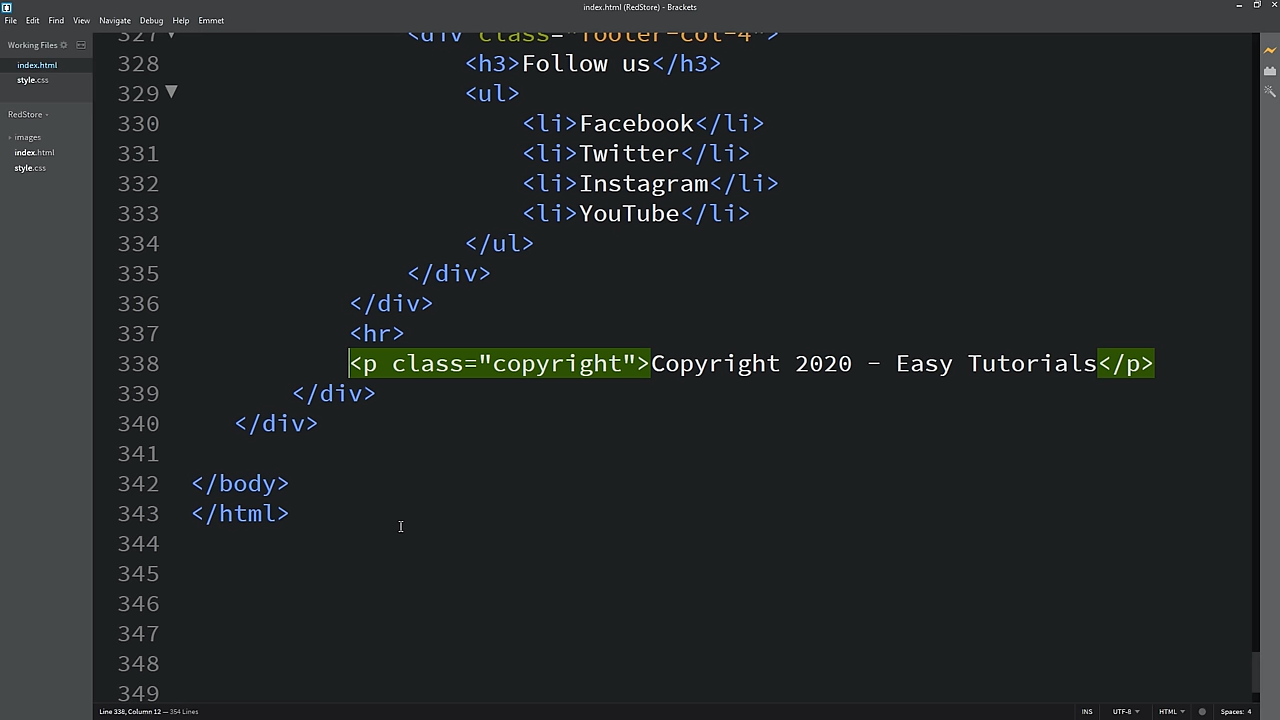 index.html (RedStore) - Brackets
File Edit Find View Navigate Debug Help Emmet
Working Files
index.html
style.css
RedStore
images
index.html
style.css
327 <div class="footer-col-4">
328 <h3>Follow us</h3>
329 <ul>
330 <li>Facebook</li>
331 <li>Twitter</li>
332 <li>Instagram</li>
333 <li>YouTube</li>
334 </ul>
335 </div>
336 </div>
337 <hr>
338 <p class="copyright">Copyright 2020 - Easy Tutorials</p>
339 </div>
340 </div>
341
342 </body>
343 </html>
344
345
346
347
348
349
Line 338, Column 12 — 354 Lines
INS UTF-8 HTML Spaces: 4